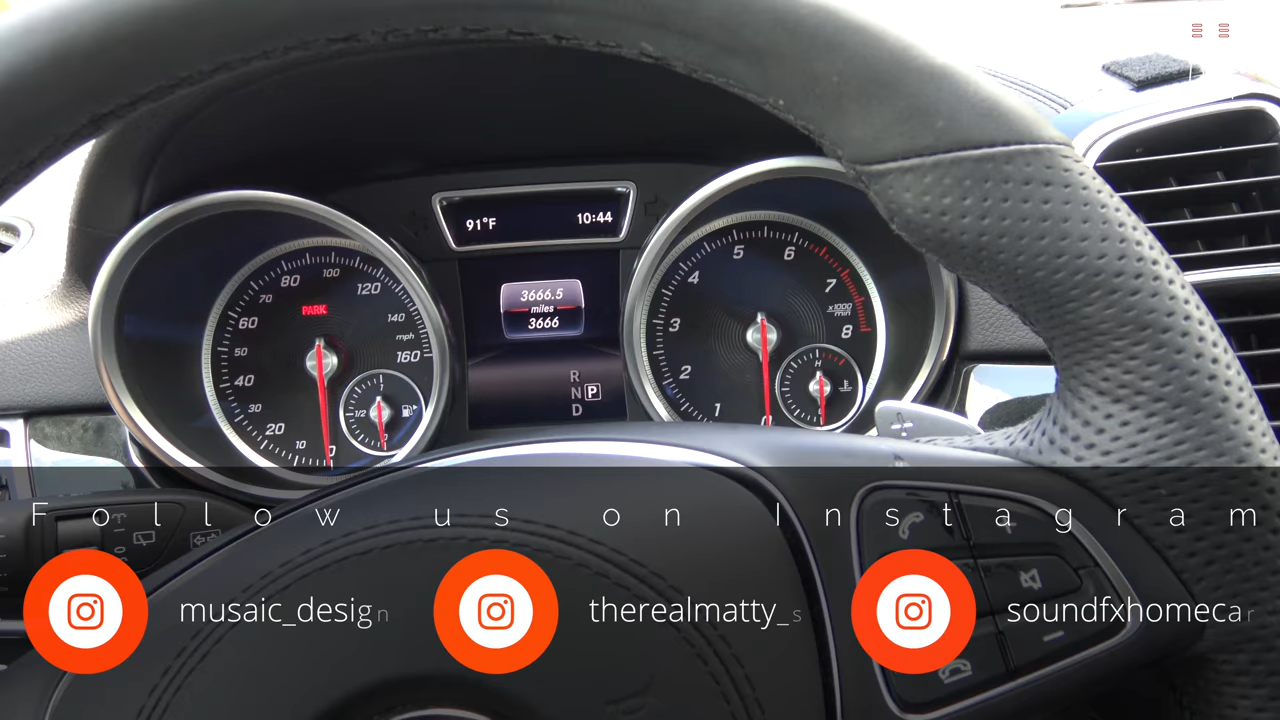 91°F 10:44
3666.5
miles
3666
R
N P
D
PARK
0
10
20
30
40
50
60
70
80
100
120
140
mph
160
1
1/2
0
1
2
3
4
5
6
7
8
x1000
min
H
F o l l o w u s o n I n s t a g r a m
musaic_design
therealmatty_s
soundfxhomecar